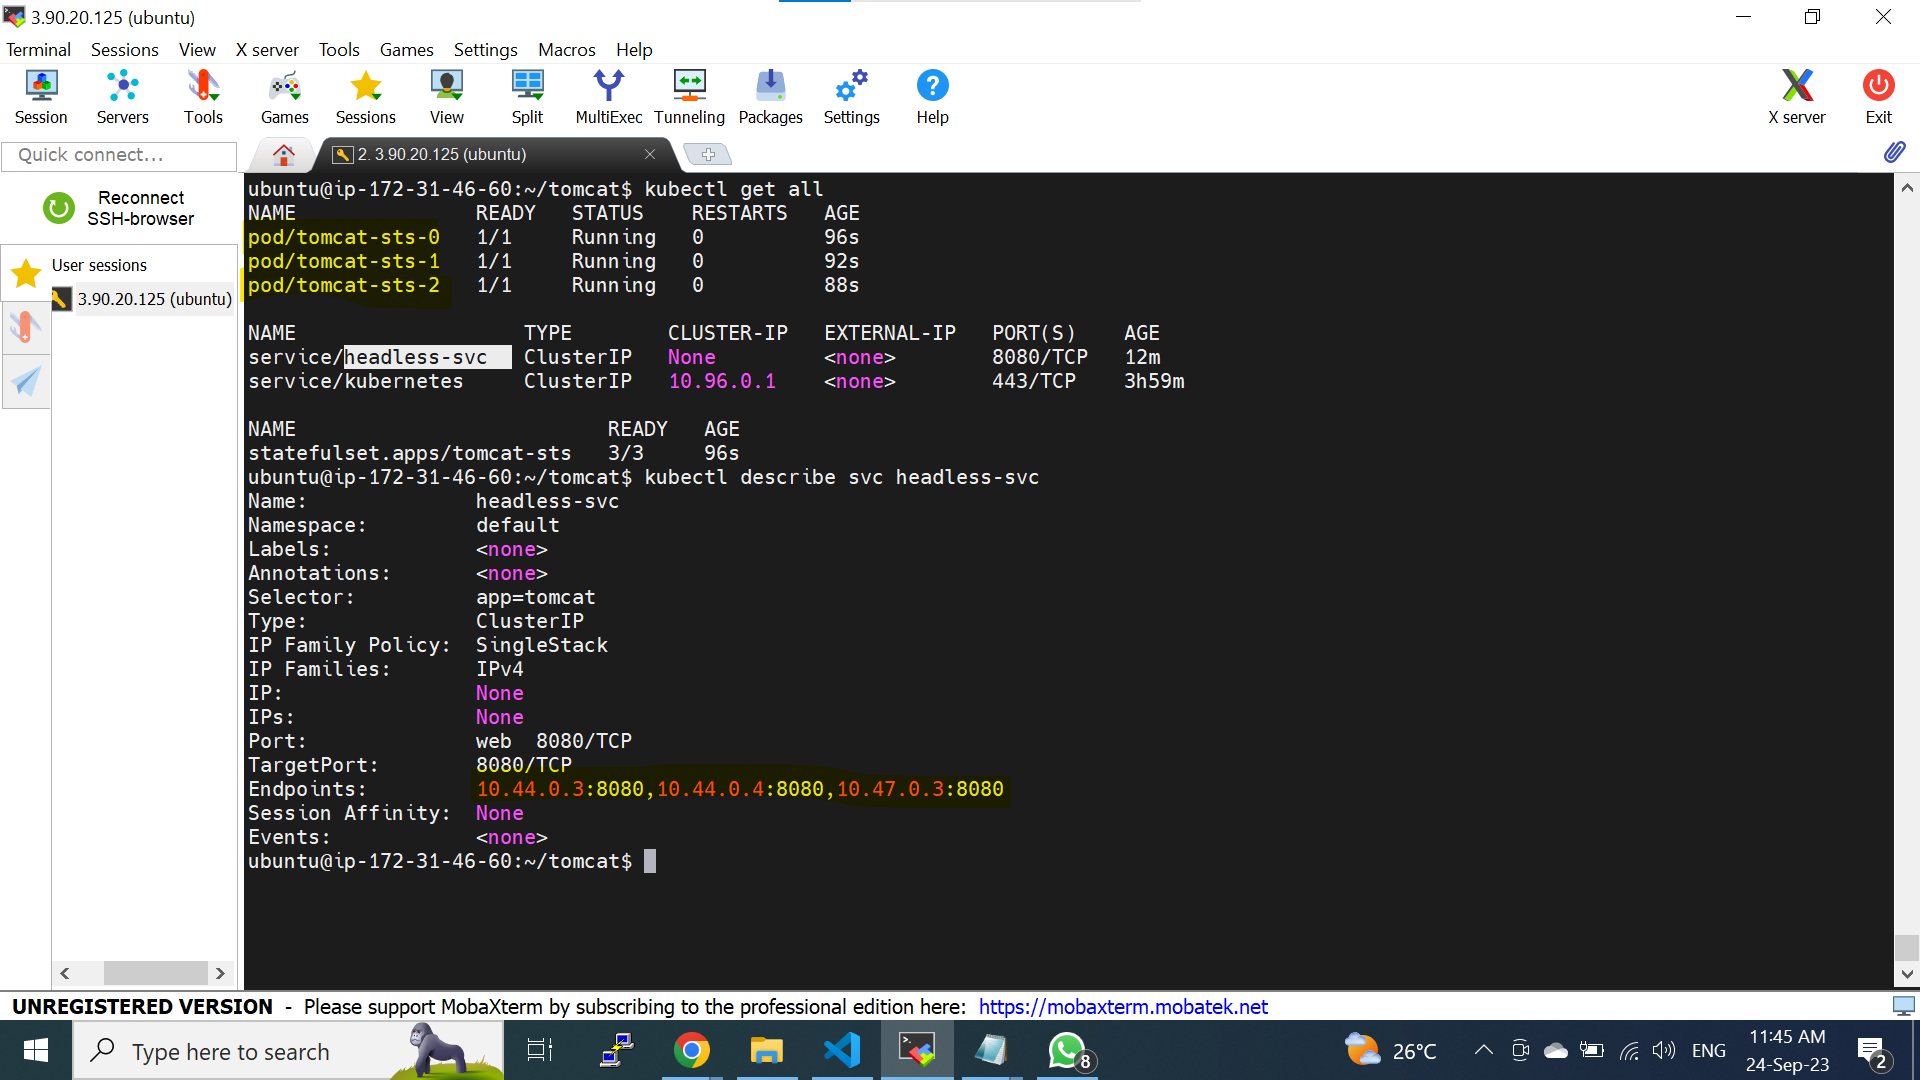 3.90.20.125 (ubuntu)
Terminal Sessions View X server Tools Games Settings Macros Help
Session Servers Tools Games Sessions View Split MultiExec Tunneling Packages Settings Help X server Exit
Quick connect...
2. 3.90.20.125 (ubuntu)
Reconnect
SSH-browser
User sessions
3.90.20.125 (ubuntu)
ubuntu@ip-172-31-46-60:~/tomcat$ kubectl get all
NAME READY STATUS RESTARTS AGE
pod/tomcat-sts-0 1/1 Running 0 96s
pod/tomcat-sts-1 1/1 Running 0 92s
pod/tomcat-sts-2 1/1 Running 0 88s
NAME TYPE CLUSTER-IP EXTERNAL-IP PORT(S) AGE
service/headless-svc ClusterIP None <none> 8080/TCP 12m
service/kubernetes ClusterIP 10.96.0.1 <none> 443/TCP 3h59m
NAME READY AGE
statefulset.apps/tomcat-sts 3/3 96s
ubuntu@ip-172-31-46-60:~/tomcat$ kubectl describe svc headless-svc
Name: headless-svc
Namespace: default
Labels: <none>
Annotations: <none>
Selector: app=tomcat
Type: ClusterIP
IP Family Policy: SingleStack
IP Families: IPv4
IP: None
IPs: None
Port: web 8080/TCP
TargetPort: 8080/TCP
Endpoints: 10.44.0.3:8080,10.44.0.4:8080,10.47.0.3:8080
Session Affinity: None
Events: <none>
ubuntu@ip-172-31-46-60:~/tomcat$
UNREGISTERED VERSION - Please support MobaXterm by subscribing to the professional edition here: https://mobaxterm.mobatek.net
Type here to search
8
26°C
ENG
11:45 AM
24-Sep-23
2